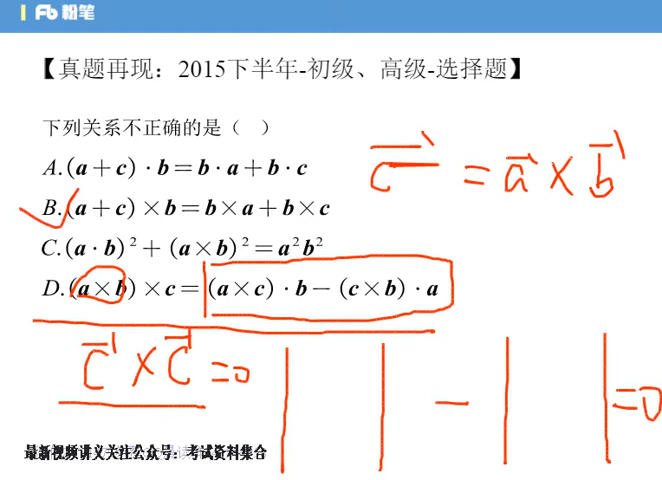 粉笔
【真题再现：2015下半年-初级、高级-选择题】
下列关系不正确的是（ ）
A.(a+c)·b=b·a+b·c
B.(a+c)×b=b×a+b×c
C.(a·b)²+(a×b)²=a²b²
D.(a×b)×c=(a×c)·b-(c×b)·a
c⃗ = a⃗ × b⃗
c⃗ × c⃗ = 0
| | - | | = 0
最新视频讲义关注公众号：考试资料集合